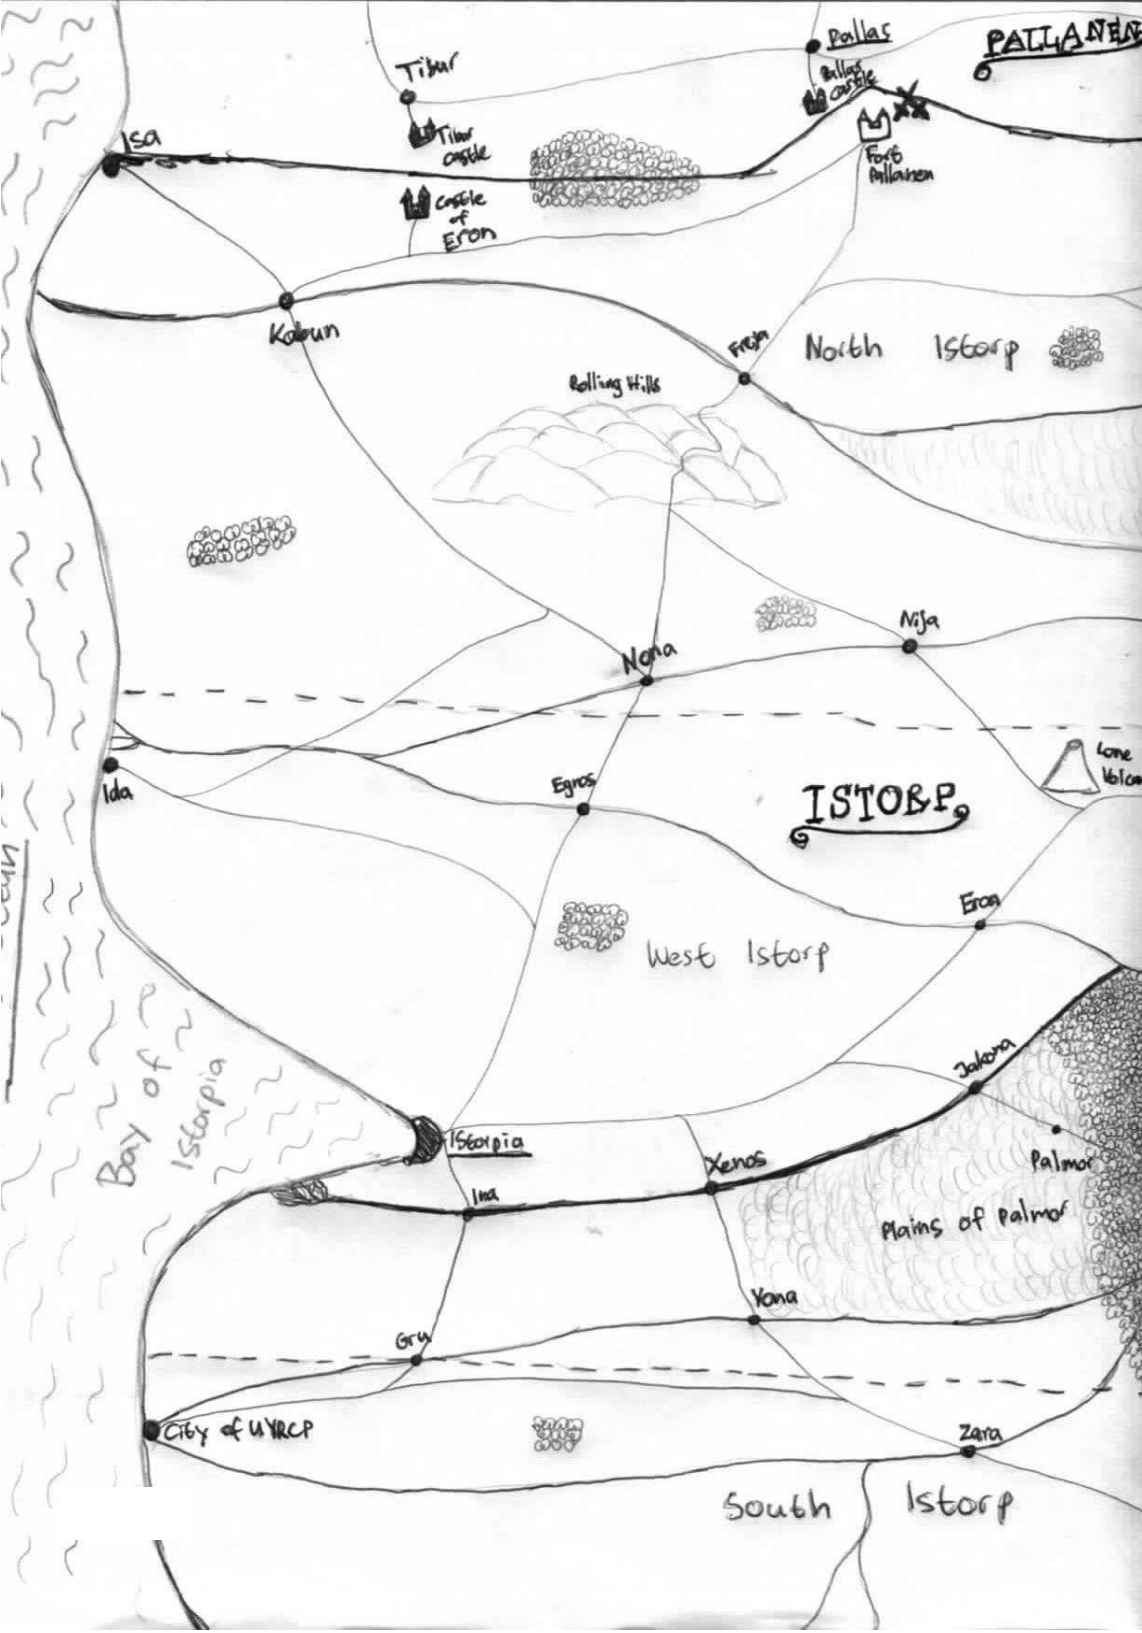 PALLANEN
Pallas
Pallas
castle
Tibur
Tibur
castle
Isa
Fort
Pallanen
Castle
of
Eron
Kobun
Freja
North Istorp
Rolling Hills
Nija
Nona
Lone
Ida
Egros
ISTORP
Eron
West Istorp
Bay of
Istorpia
Jakona
Istorpia
Palmor
Xenos
Ina
Plains of Palmor
Yona
Gru
City of UYRCP
Zara
South Istorp